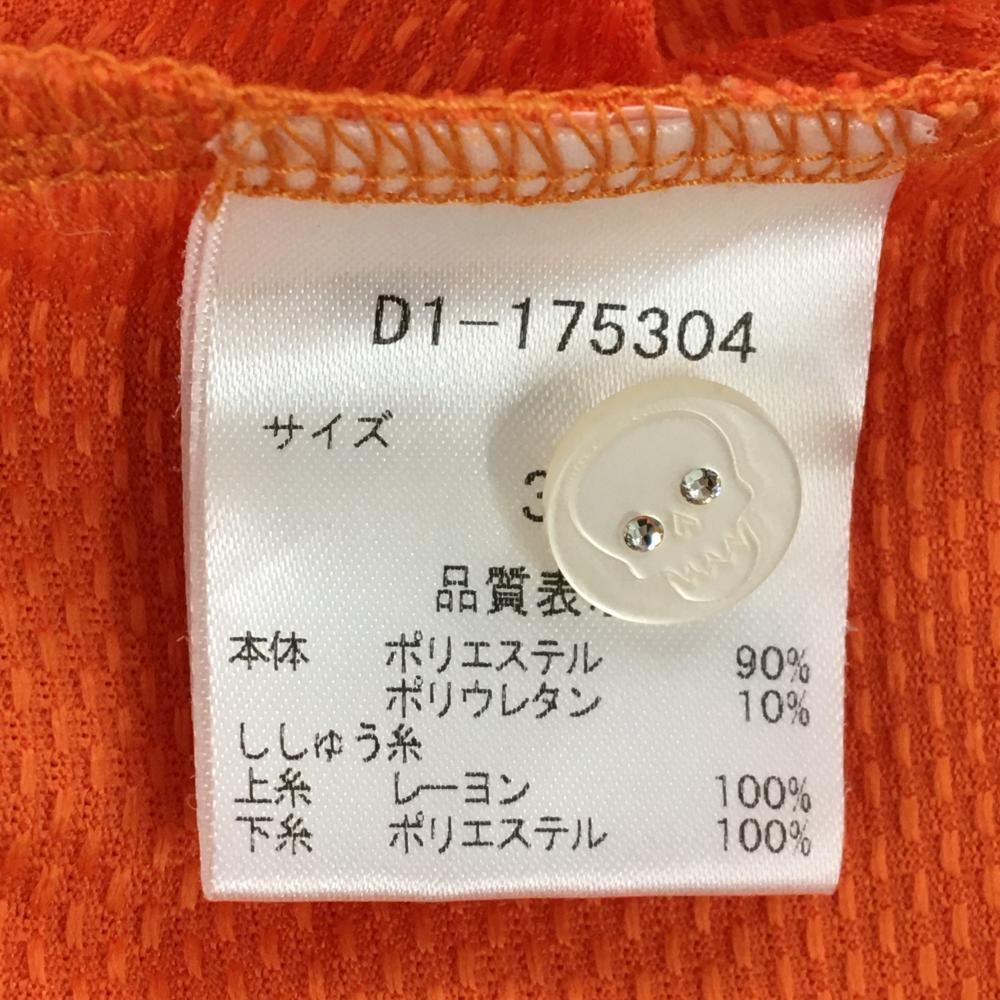 D1-175304
サイズ
3
品質表
本体 ポリエステル 90%
ポリウレタン 10%
ししゅう糸
上糸 レーヨン 100%
下糸 ポリエステル 100%